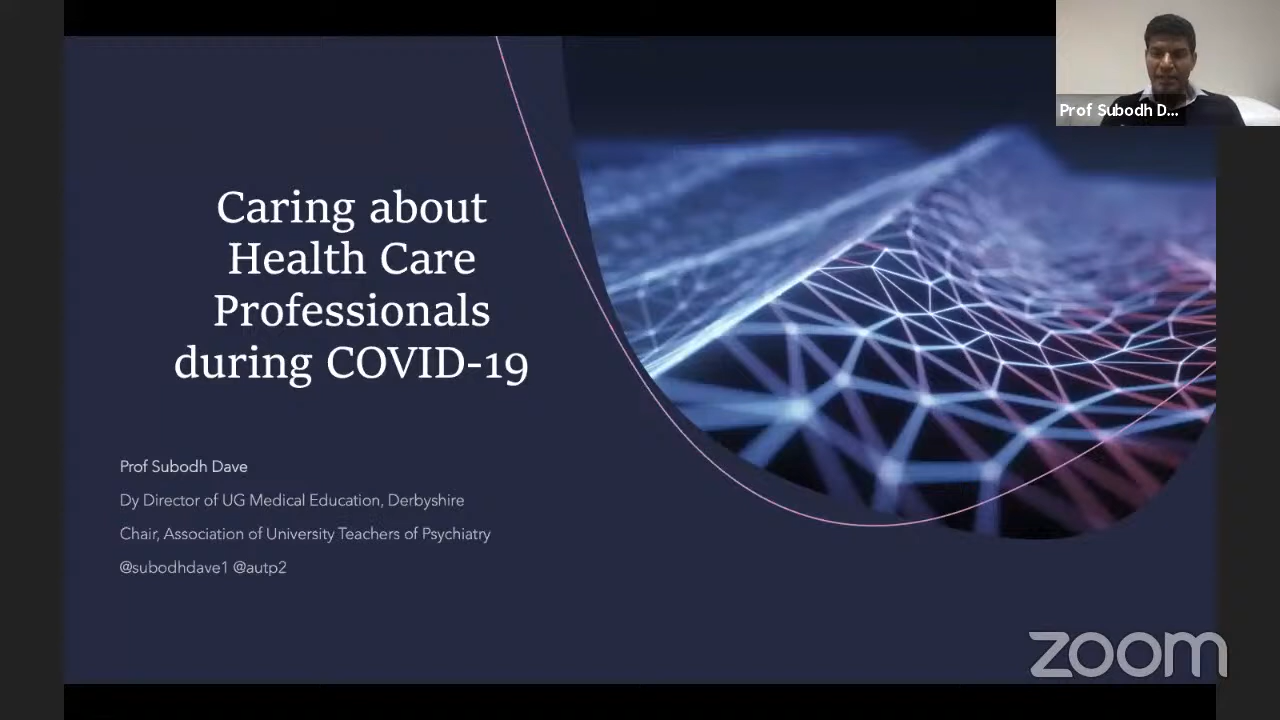 Prof Subodh D...
Caring about
Health Care
Professionals
during COVID-19
Prof Subodh Dave
Dy Director of UG Medical Education, Derbyshire
Chair, Association of University Teachers of Psychiatry
@subodhdave1 @autp2
zoom